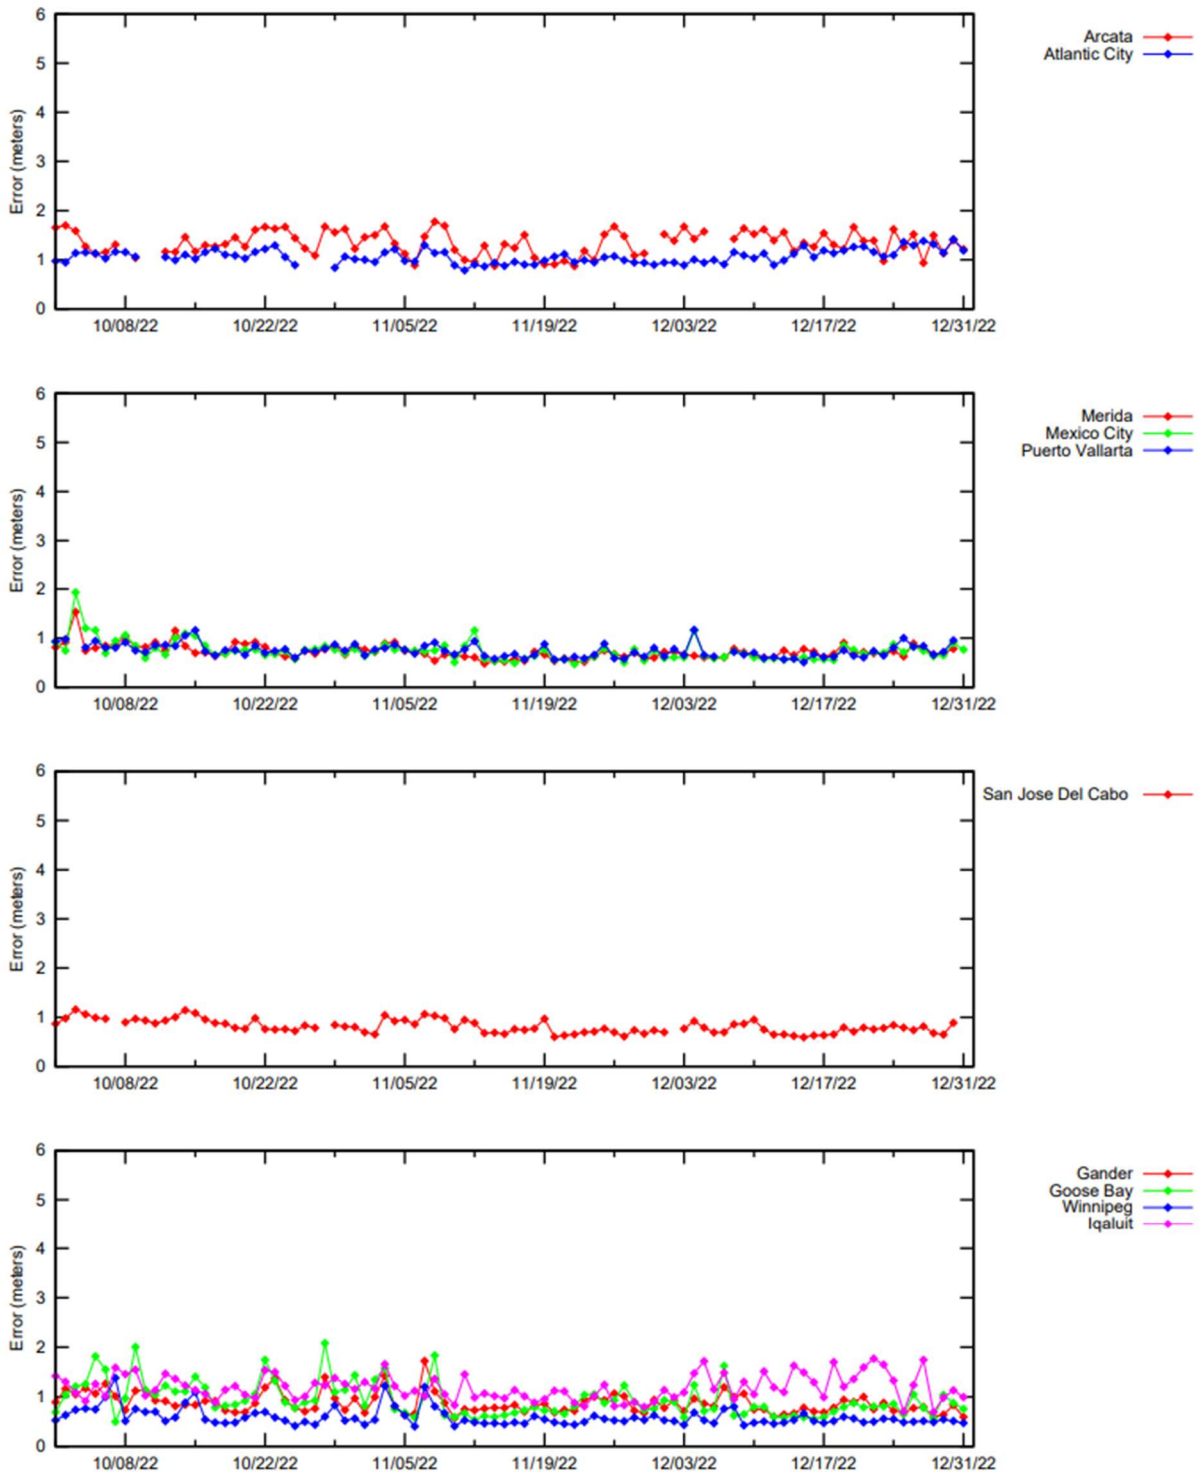 6
5
4
3
2
1
0
Error (meters)
10/08/22 10/22/22 11/05/22 11/19/22 12/03/22 12/17/22 12/31/22
Arcata
Atlantic City
6
5
4
3
2
1
0
Error (meters)
10/08/22 10/22/22 11/05/22 11/19/22 12/03/22 12/17/22 12/31/22
Merida
Mexico City
Puerto Vallarta
6
5
4
3
2
1
0
Error (meters)
10/08/22 10/22/22 11/05/22 11/19/22 12/03/22 12/17/22 12/31/22
San Jose Del Cabo
6
5
4
3
2
1
0
Error (meters)
10/08/22 10/22/22 11/05/22 11/19/22 12/03/22 12/17/22 12/31/22
Gander
Goose Bay
Winnipeg
Iqaluit